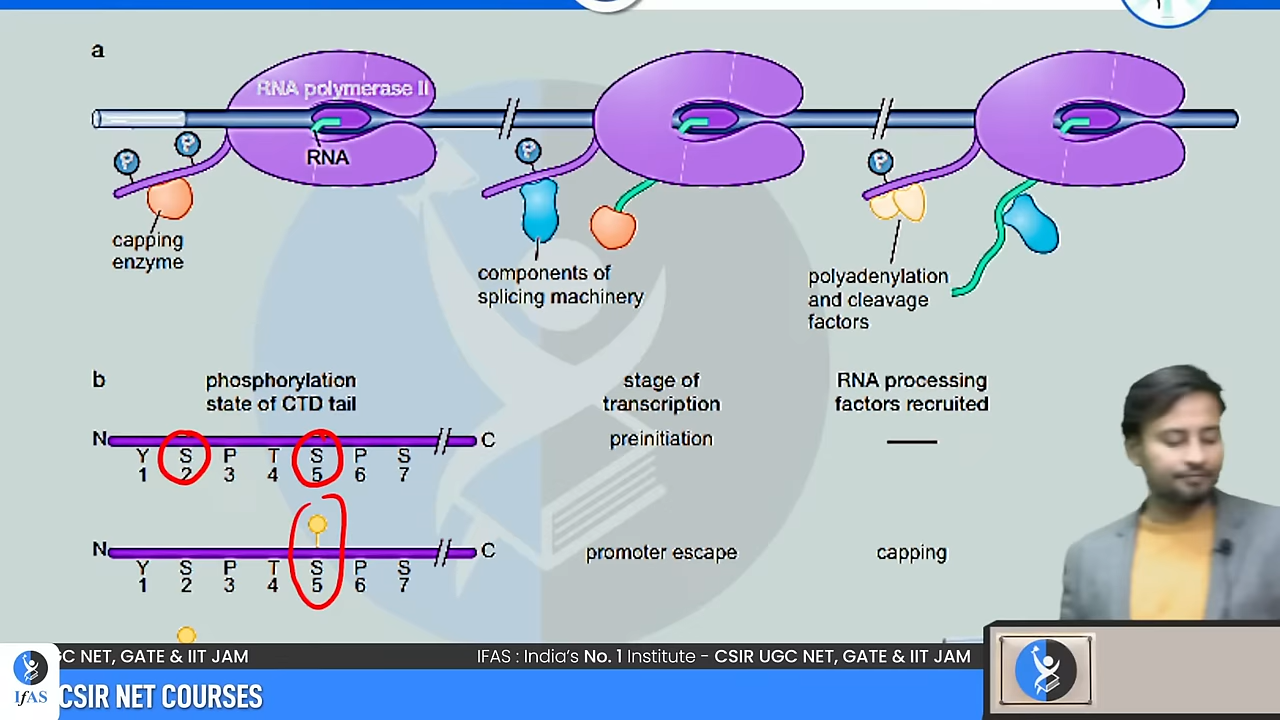 a
RNA polymerase II
P
P
P
P
RNA
capping
enzyme
components of
splicing machinery
polyadenylation
and cleavage
factors
b
phosphorylation
state of CTD tail
stage of
transcription
RNA processing
factors recruited
N C preinitiation —
Y S P T S P S
1 2 3 4 5 6 7
N C promoter escape capping
Y S P T S P S
1 2 3 4 5 6 7
GC NET, GATE & IIT JAM
IFAS : India's No. 1 Institute - CSIR UGC NET, GATE & IIT JAM
IfAS
CSIR NET COURSES